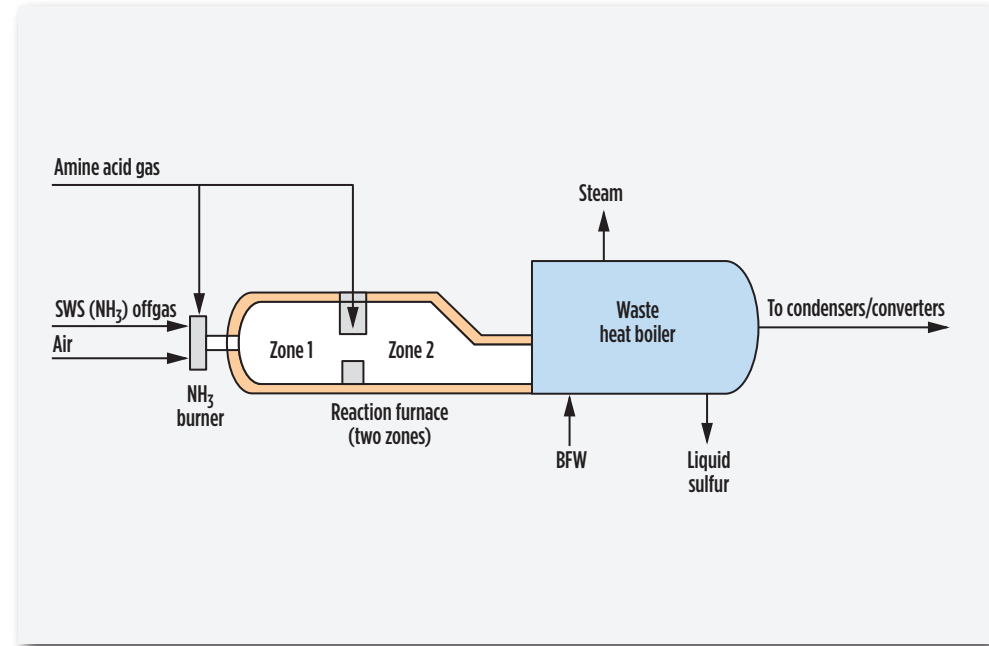 Amine acid gas
Steam
SWS (NH₃) offgas
Air
Zone 1
Zone 2
Waste
heat boiler
To condensers/converters
NH₃
burner
Reaction furnace
(two zones)
BFW
Liquid
sulfur